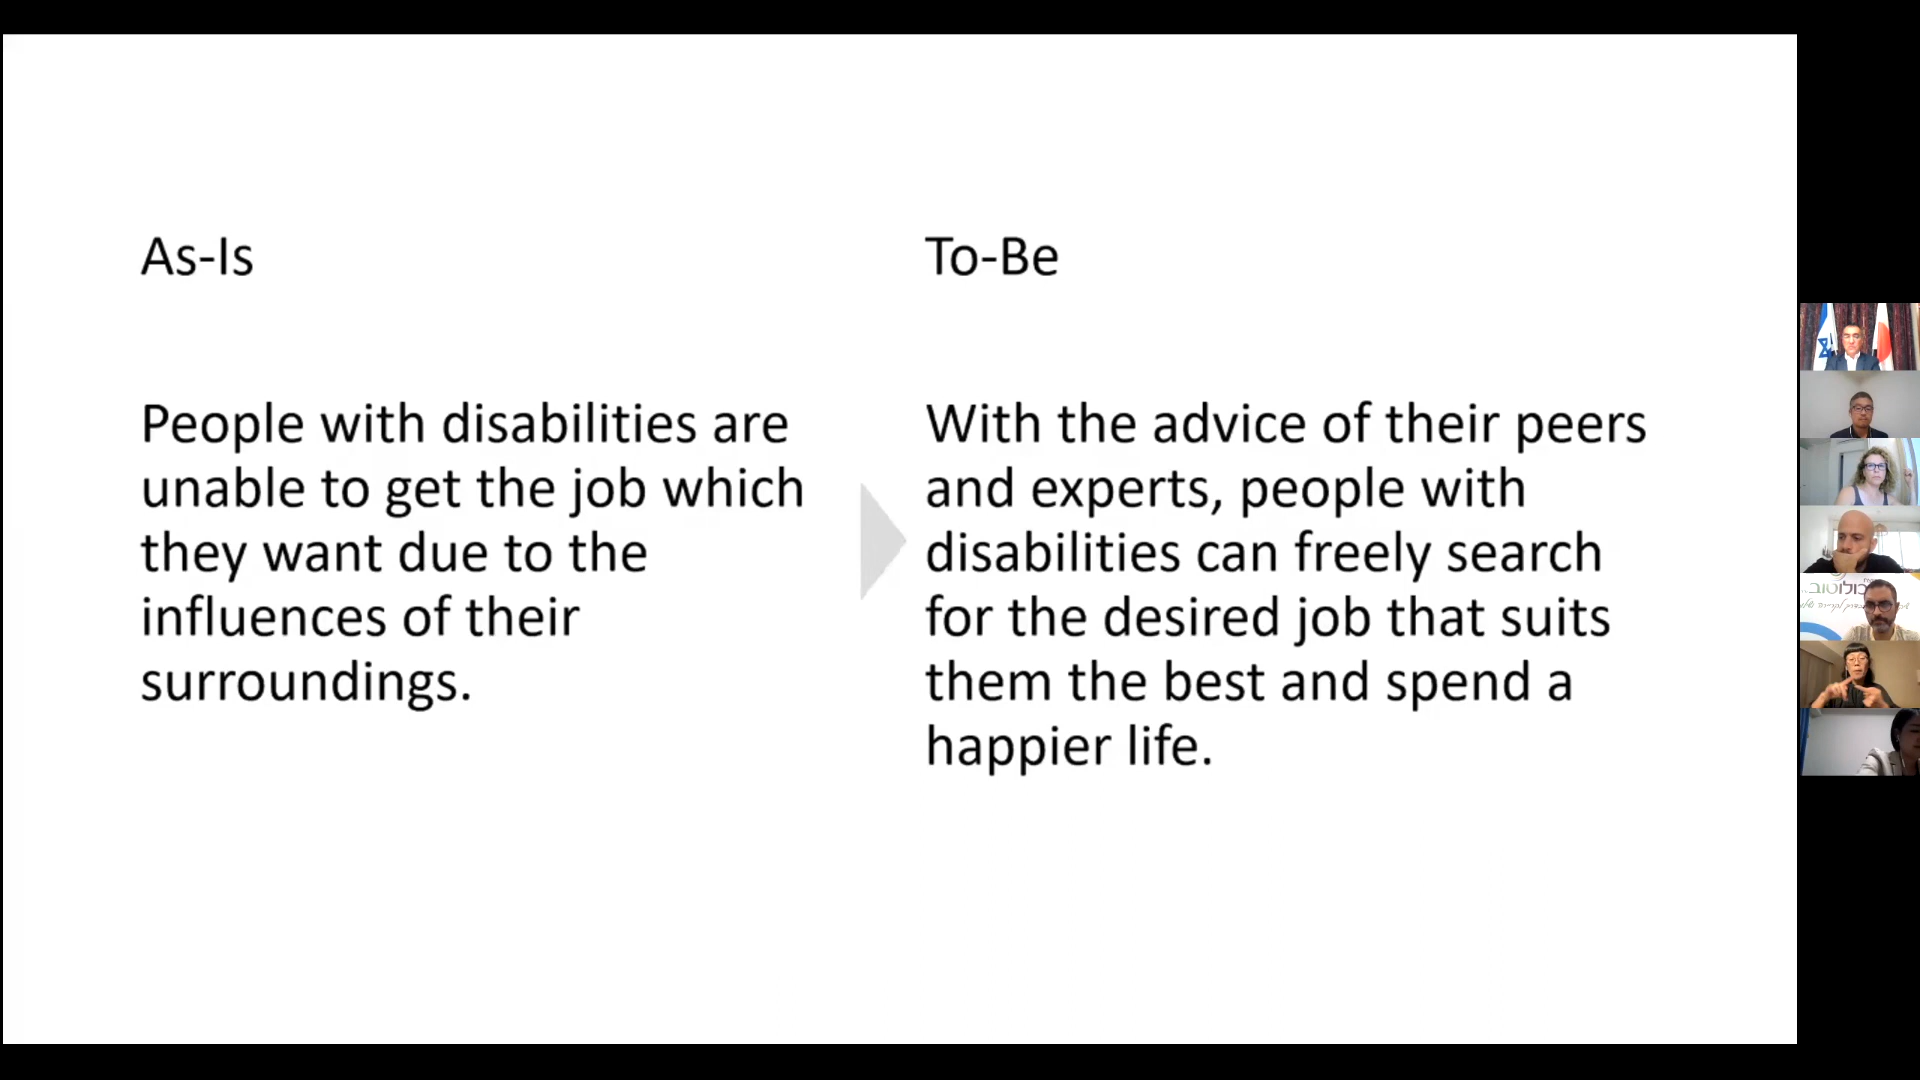 As-Is
People with disabilities are
unable to get the job which
they want due to the
influences of their
surroundings.
To-Be
With the advice of their peers
and experts, people with
disabilities can freely search
for the desired job that suits
them the best and spend a
happier life.
יכולוטוב..